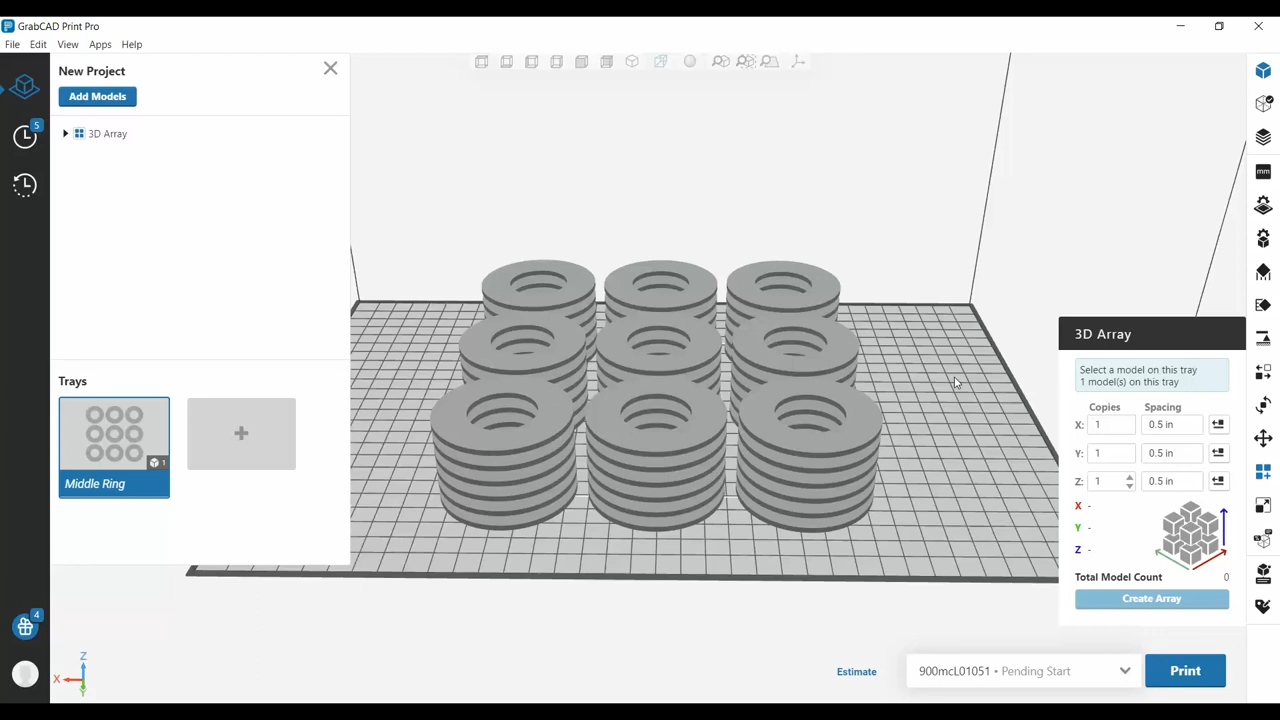 GrabCAD Print Pro
File Edit View Apps Help
New Project
Add Models
3D Array
5
Trays
1
Middle Ring
4
Z
X
Y
mm
3D Array
Select a model on this tray
1 model(s) on this tray
Copies Spacing
X: 1 0.5 in
Y: 1 0.5 in
Z: 1 0.5 in
X -
Y -
Z -
Total Model Count 0
Create Array
Estimate
900mcL01051 • Pending Start
Print